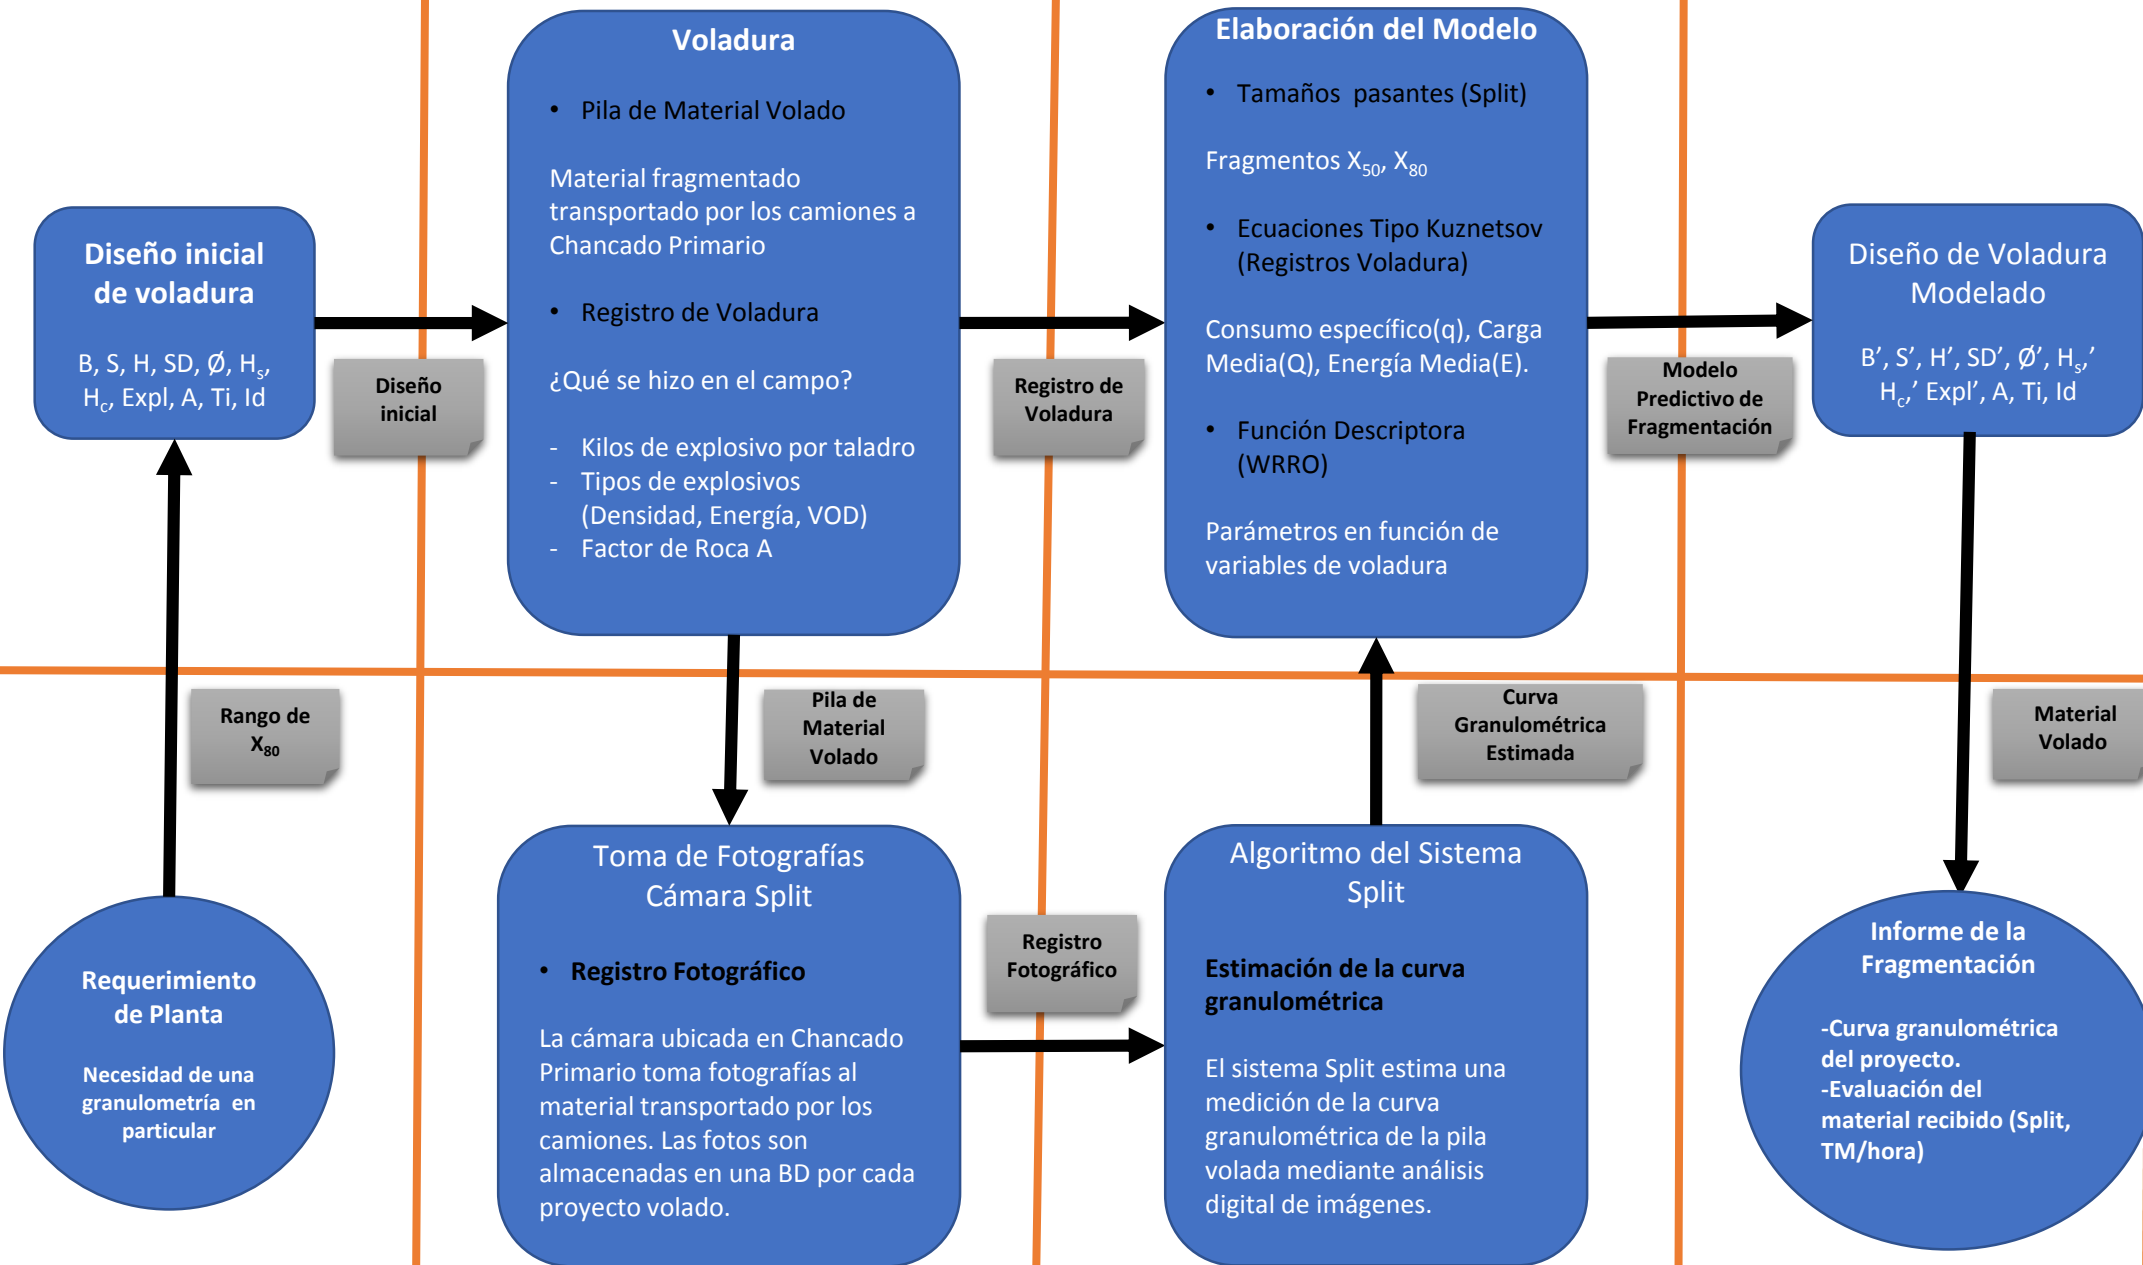 Diseño inicial
de voladura
B, S, H, SD, Ø, Hs,
Hc, Expl, A, Ti, Id
Diseño
inicial
Voladura
• Pila de Material Volado
Material fragmentado
transportado por los camiones a
Chancado Primario
• Registro de Voladura
¿Qué se hizo en el campo?
- Kilos de explosivo por taladro
- Tipos de explosivos
(Densidad, Energía, VOD)
- Factor de Roca A
Registro de
Voladura
Elaboración del Modelo
• Tamaños  pasantes (Split)
Fragmentos X50, X80
• Ecuaciones Tipo Kuznetsov
(Registros Voladura)
Consumo específico(q), Carga
Media(Q), Energía Media(E).
• Función Descriptora
(WRRO)
Parámetros en función de
variables de voladura
Modelo
Predictivo de
Fragmentación
Diseño de Voladura
Modelado
B’, S’, H’, SD’, Ø’, Hs,’
Hc,’ Expl’, A, Ti, Id
Rango de
X80
Pila de
Material
Volado
Curva
Granulométrica
Estimada
Material
Volado
Requerimiento
de Planta
Necesidad de una
granulometría  en
particular
Toma de Fotografías
Cámara Split
• Registro Fotográfico
La cámara ubicada en Chancado
Primario toma fotografías al
material transportado por los
camiones. Las fotos son
almacenadas en una BD por cada
proyecto volado.
Registro
Fotográfico
Algoritmo del Sistema
Split
Estimación de la curva
granulométrica
El sistema Split estima una
medición de la curva
granulométrica de la pila
volada mediante análisis
digital de imágenes.
Informe de la
Fragmentación
-Curva granulométrica
del proyecto.
-Evaluación del
material recibido (Split,
TM/hora)